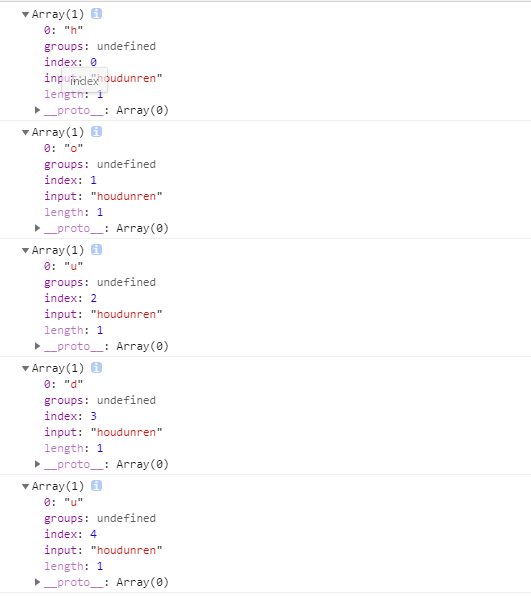 ▼Array(1) i
0: "h"
groups: undefined
index: 0
input: "houdunren"
index
length: 1
▶__proto__: Array(0)
▼Array(1) i
0: "o"
groups: undefined
index: 1
input: "houdunren"
length: 1
▶__proto__: Array(0)
▼Array(1) i
0: "u"
groups: undefined
index: 2
input: "houdunren"
length: 1
▶__proto__: Array(0)
▼Array(1) i
0: "d"
groups: undefined
index: 3
input: "houdunren"
length: 1
▶__proto__: Array(0)
▼Array(1) i
0: "u"
groups: undefined
index: 4
input: "houdunren"
length: 1
▶__proto__: Array(0)